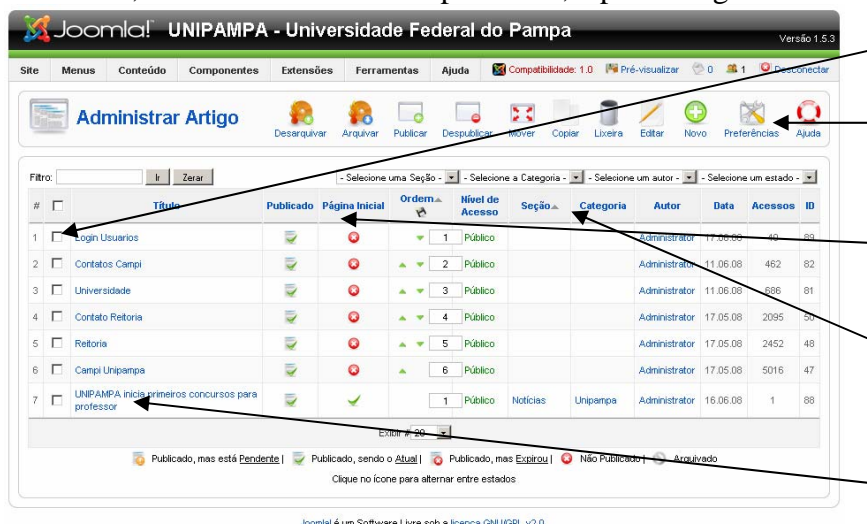 Joomla! UNIPAMPA - Universidade Federal do Pampa
Versão 1.5.3
Site Menus Conteúdo Componentes Extensões Ferramentas Ajuda Compatibilidade: 1.0 Pré-visualizar 0 1 Desconectar
Administrar Artigo
Desarquivar Arquivar Publicar Despublicar Mover Copiar Lixeira Editar Novo Preferências Ajuda
Filtro: Ir Zerar - Selecione uma Seção - - Selecione a Categoria - - Selecione um autor - - Selecione um estado -
# Título Publicado Página Inicial Ordem Nível de Acesso Seção Categoria Autor Data Acessos ID
1 Login Usuarios 1 Público Administrator 17.06.08 49 89
2 Contatos Campi 2 Público Administrator 11.06.08 462 82
3 Universidade 3 Público Administrator 11.06.08 686 81
4 Contato Reitoria 4 Público Administrator 17.05.08 2095 50
5 Reitoria 5 Público Administrator 17.05.08 2452 48
6 Campi Unipampa 6 Público Administrator 17.05.08 5016 47
7 UNIPAMPA inicia primeiros concursos para professor 1 Público Notícias Unipampa Administrator 16.06.08 1 88
Exibir # 20
Publicado, mas está Pendente | Publicado, sendo o Atual | Publicado, mas Expirou | Não Publicado | Arquivado
Clique no ícone para alternar entre estados
Joomla! é um Software Livre sob a licença GNU/GPL v2.0